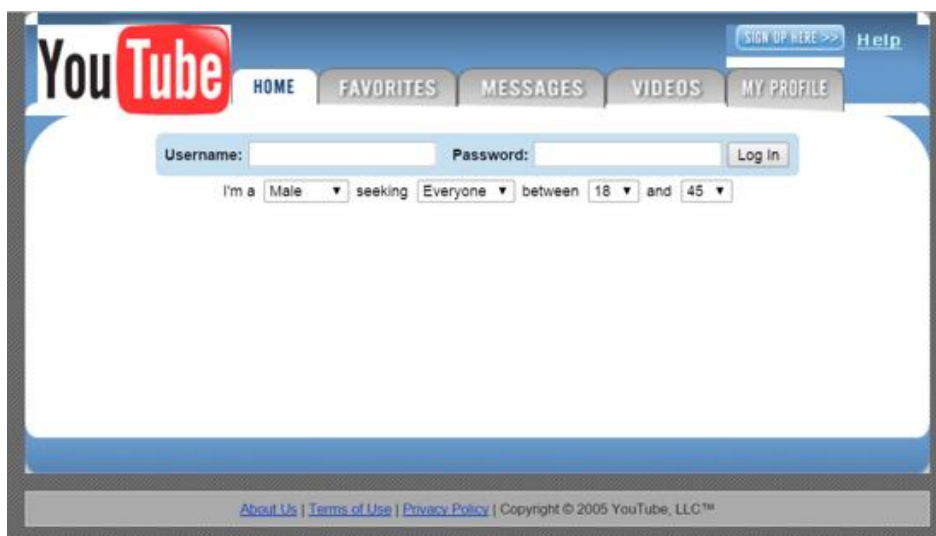 YouTube
SIGN UP HERE >> Help
HOME FAVORITES MESSAGES VIDEOS MY PROFILE
Username: Password: Log In
I'm a Male seeking Everyone between 18 and 45
About Us | Terms of Use | Privacy Policy | Copyright © 2005 YouTube, LLC™